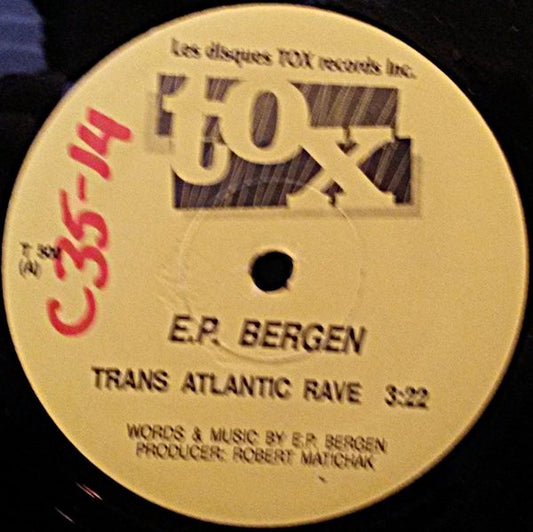 Les disques TOX records Inc.
tox
C35-14
T
(A)
E.P. BERGEN
TRANS ATLANTIC RAVE 3:22
WORDS & MUSIC BY E.P. BERGEN
PRODUCER: ROBERT MATICHAK